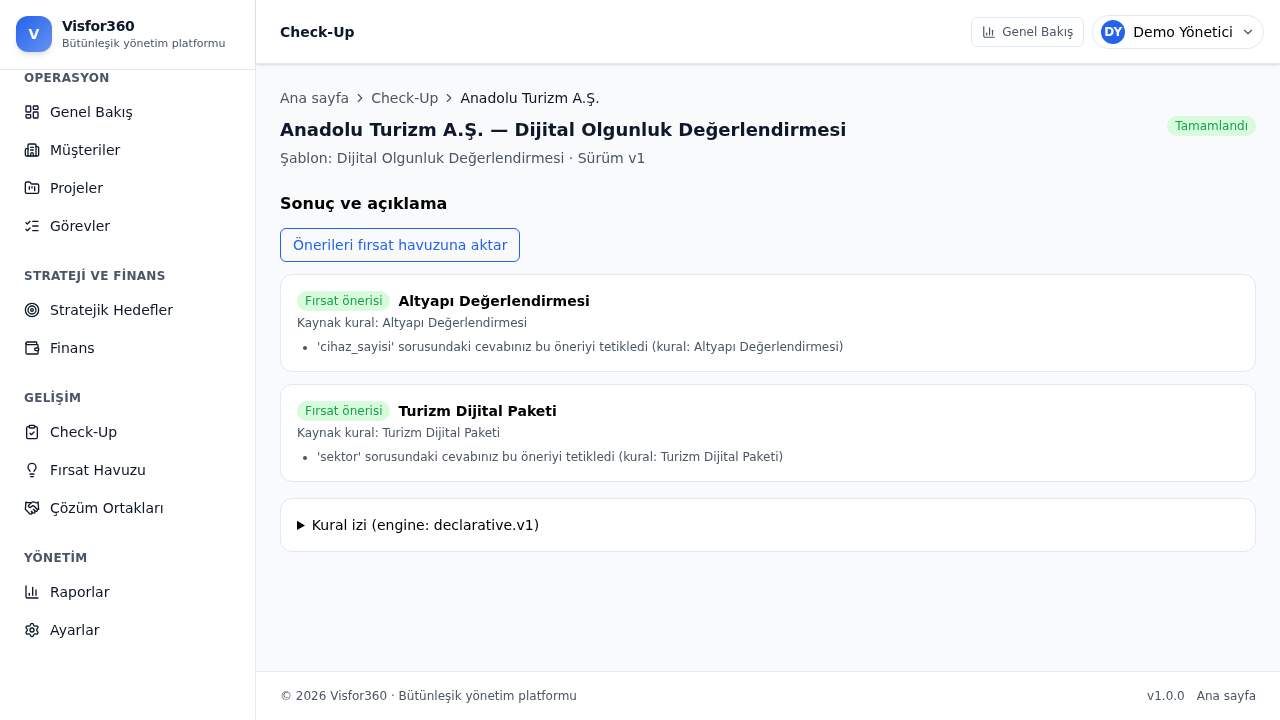 V
Visfor360
Bütünleşik yönetim platformu
OPERASYON
Genel Bakış
Müşteriler
Projeler
Görevler
STRATEJİ VE FİNANS
Stratejik Hedefler
Finans
GELİŞİM
Check-Up
Fırsat Havuzu
Çözüm Ortakları
YÖNETİM
Raporlar
Ayarlar
Check-Up
Genel Bakış
DY Demo Yönetici
Ana sayfa > Check-Up > Anadolu Turizm A.Ş.
Anadolu Turizm A.Ş. — Dijital Olgunluk Değerlendirmesi
Tamamlandı
Şablon: Dijital Olgunluk Değerlendirmesi · Sürüm v1
Sonuç ve açıklama
Önerileri fırsat havuzuna aktar
Fırsat önerisi Altyapı Değerlendirmesi
Kaynak kural: Altyapı Değerlendirmesi
• 'cihaz_sayisi' sorusundaki cevabınız bu öneriyi tetikledi (kural: Altyapı Değerlendirmesi)
Fırsat önerisi Turizm Dijital Paketi
Kaynak kural: Turizm Dijital Paketi
• 'sektor' sorusundaki cevabınız bu öneriyi tetikledi (kural: Turizm Dijital Paketi)
Kural izi (engine: declarative.v1)
© 2026 Visfor360 · Bütünleşik yönetim platformu
v1.0.0 Ana sayfa